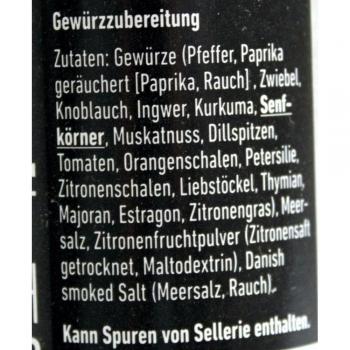 Gewürzzubereitung
Zutaten: Gewürze (Pfeffer, Paprika
geräuchert [Paprika, Rauch] , Zwiebel,
Knoblauch, Ingwer, Kurkuma, Senf-
körner, Muskatnuss, Dillspitzen,
Tomaten, Orangenschalen, Petersilie,
Zitronenschalen, Liebstöckel, Thymian,
Majoran, Estragon, Zitronengras), Meer-
salz, Zitronenfruchtpulver (Zitronensaft
getrocknet, Maltodextrin), Danish
smoked Salt (Meersalz, Rauch).
Kann Spuren von Sellerie enthalten.